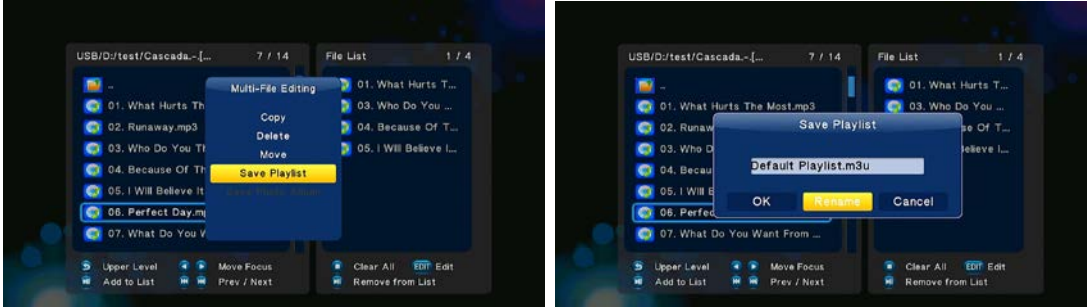 USB/D:/test/Cascada.-.[... 7 / 14
..
01. What Hurts Th
02. Runaway.mp3
03. Who Do You Th
04. Because Of Th
05. I Will Believe It
06. Perfect Day.mp
07. What Do You W
Multi-File Editing
Copy
Delete
Move
Save Playlist
File List 1 / 4
01. What Hurts T...
03. Who Do You ...
04. Because Of T...
05. I Will Believe I...
Upper Level Move Focus Clear All EDIT Edit
Add to List Prev / Next Remove from List
USB/D:/test/Cascada.-.[... 7 / 14
..
01. What Hurts The Most.mp3
02. Runaw
03. Who D
04. Becau
05. I Will B
06. Perfec
07. What Do You Want From ...
Save Playlist
Default Playlist.m3u
OK Rename Cancel
File List 1 / 4
01. What Hurts T...
03. Who Do You ...
se Of T...
Believe I...
Upper Level Move Focus Clear All EDIT Edit
Add to List Prev / Next Remove from List